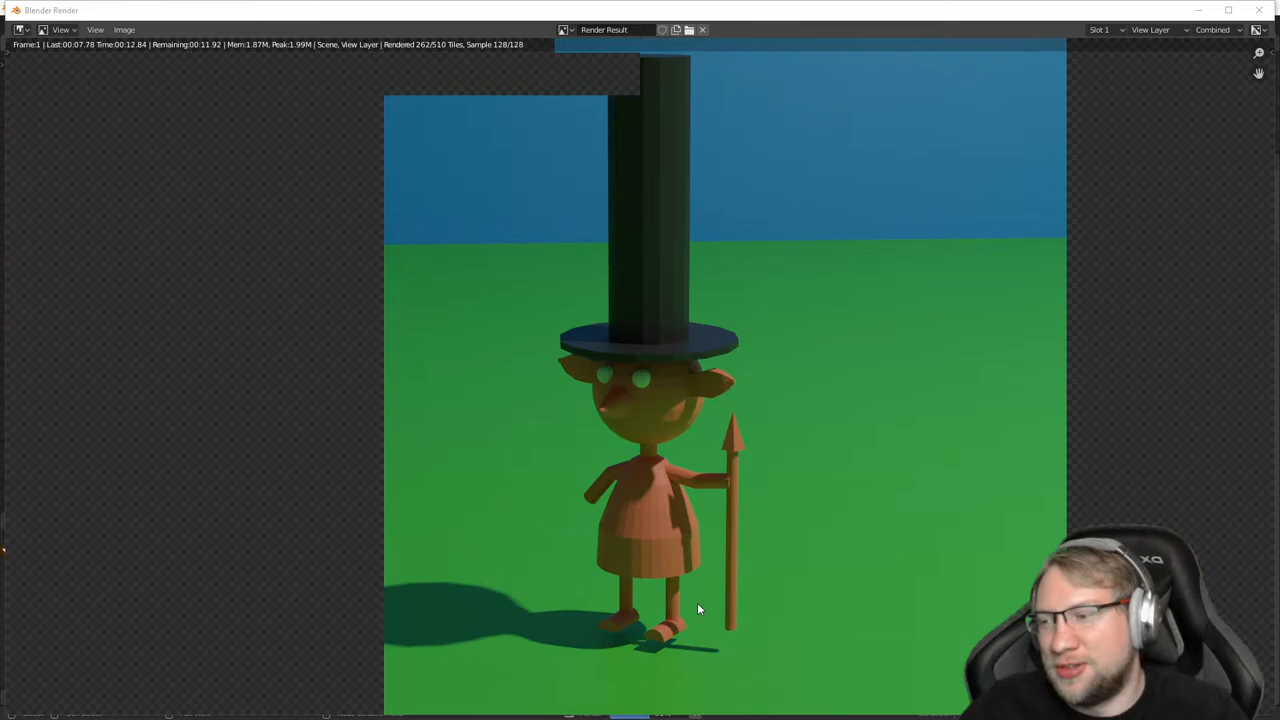 Blender Render
View
View
Image
Render Result
Slot 1
View Layer
Combined
Frame:1 | Last:00:07.78 Time:00:12.84 | Remaining:00:11.92 | Mem:1.87M, Peak:1.99M | Scene, View Layer | Rendered 262/510 Tiles, Sample 128/128
DX